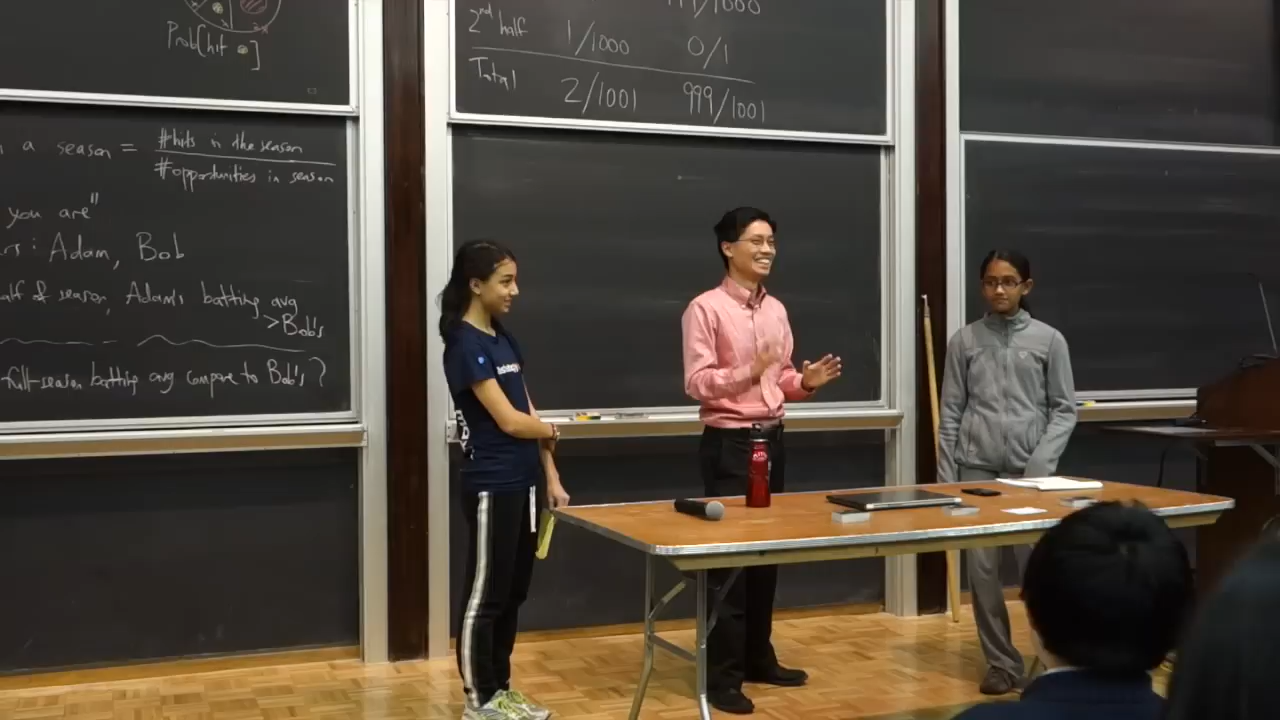 Prob[hit ]
a season = #hits in the season
#opportunities in season
you are"
: Adam, Bob
half of season, Adam's batting avg
> Bob's
full-season batting avg compare to Bob's?
2nd half 1/1000 0/1
Total 2/1001 999/1001